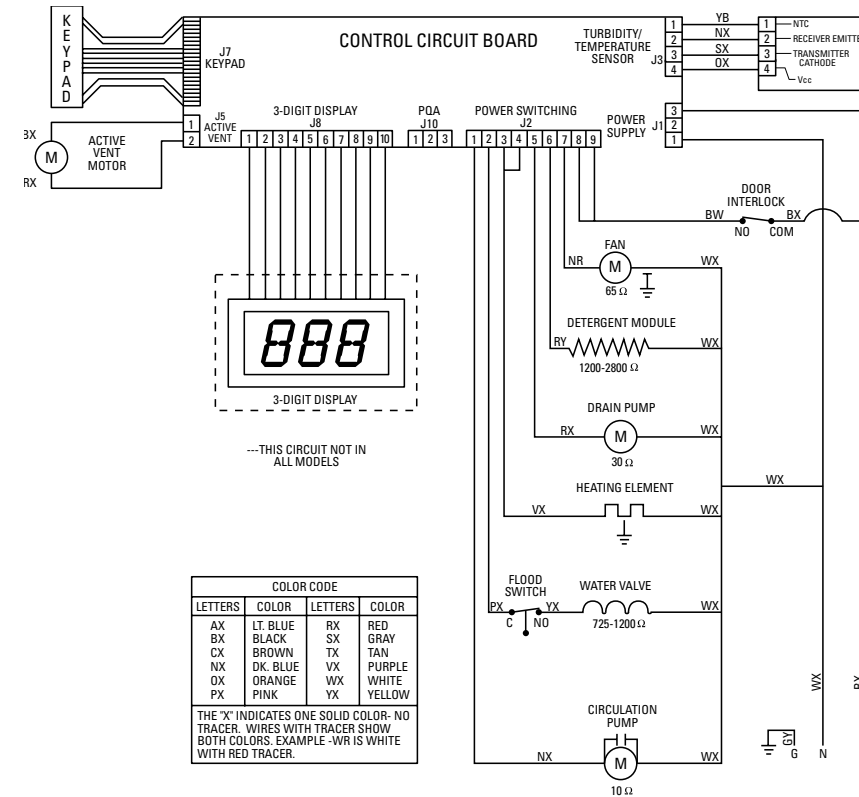 KEYPAD
J7
KEYPAD
CONTROL CIRCUIT BOARD
TURBIDITY/
TEMPERATURE
SENSOR
J3
1
2
3
4
YB
NX
SX
OX
1
2
3
4
NTC
RECEIVER EMITTE
TRANSMITTER
CATHODE
Vcc
BX
M
RX
ACTIVE
VENT
MOTOR
J5
ACTIVE
VENT
1
2
3-DIGIT DISPLAY
J8
1 2 3 4 5 6 7 8 9 10
PQA
J10
1 2 3
POWER SWITCHING
J2
1 2 3 4 5 6 7 8 9
POWER
SUPPLY
J1
3
2
1
DOOR
INTERLOCK
BW
BX
NO
COM
FAN
NR
M
WX
65 Ω
DETERGENT MODULE
RY
WX
1200-2800 Ω
888
3-DIGIT DISPLAY
---THIS CIRCUIT NOT IN
ALL MODELS
DRAIN PUMP
RX
M
WX
30 Ω
WX
HEATING ELEMENT
VX
WX
FLOOD
SWITCH
PX
YX
C
NO
WATER VALVE
WX
725-1200 Ω
CIRCULATION
PUMP
NX
M
WX
10 Ω
WX
BX
GY
G
N
COLOR CODE
LETTERS COLOR LETTERS COLOR
AX LT. BLUE RX RED
BX BLACK SX GRAY
CX BROWN TX TAN
NX DK. BLUE VX PURPLE
OX ORANGE WX WHITE
PX PINK YX YELLOW
THE "X" INDICATES ONE SOLID COLOR- NO
TRACER. WIRES WITH TRACER SHOW
BOTH COLORS. EXAMPLE -WR IS WHITE
WITH RED TRACER.